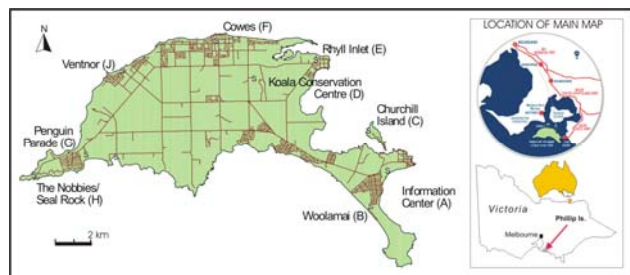 N
Cowes (F)
Rhyll Inlet (E)
Ventnor (J)
Koala Conservation
Centre (D)
Churchill
Island (C)
Penguin
Parade (G)
The Nobbies/
Seal Rock (H)
Information
Center (A)
Woolamai (B)
2 km
LOCATION OF MAIN MAP
Victoria
Phillip Is.
Melbourne